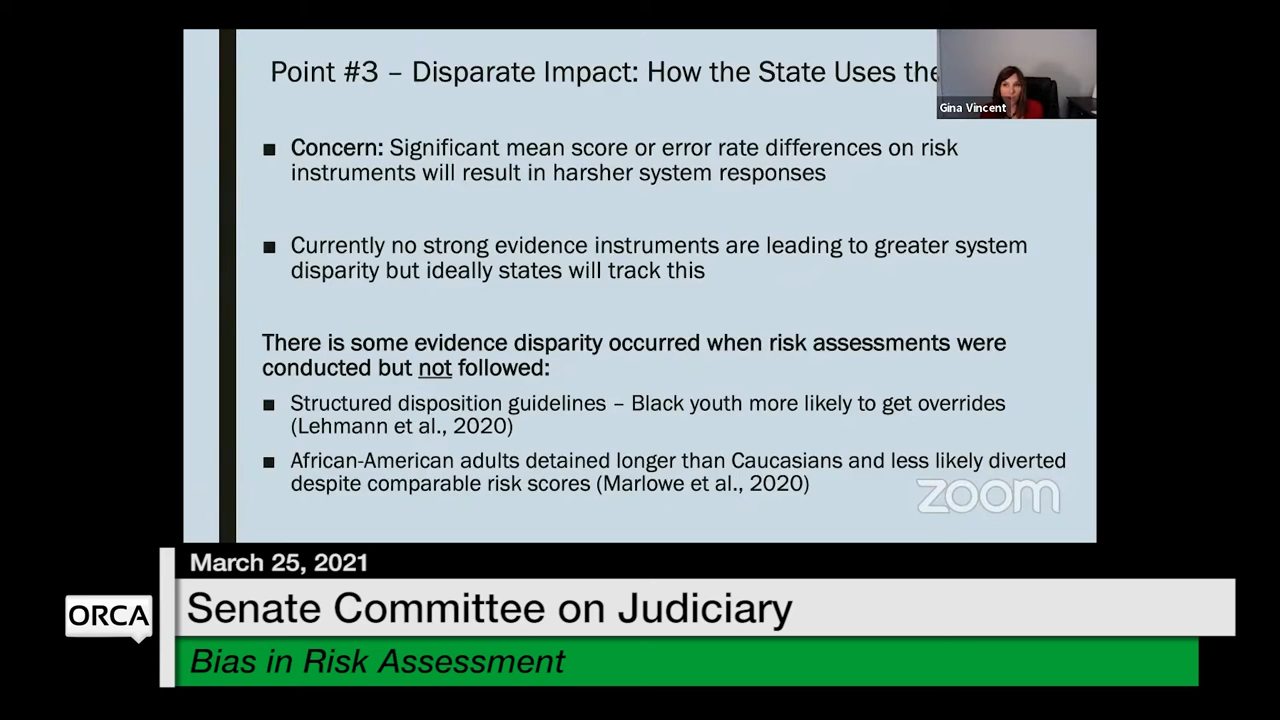 Point #3 – Disparate Impact: How the State Uses the
Gina Vincent
■ Concern: Significant mean score or error rate differences on risk
instruments will result in harsher system responses
■ Currently no strong evidence instruments are leading to greater system
disparity but ideally states will track this
There is some evidence disparity occurred when risk assessments were
conducted but not followed:
■ Structured disposition guidelines – Black youth more likely to get overrides
(Lehmann et al., 2020)
■ African-American adults detained longer than Caucasians and less likely diverted
despite comparable risk scores (Marlowe et al., 2020)
zoom
March 25, 2021
ORCA
Senate Committee on Judiciary
Bias in Risk Assessment